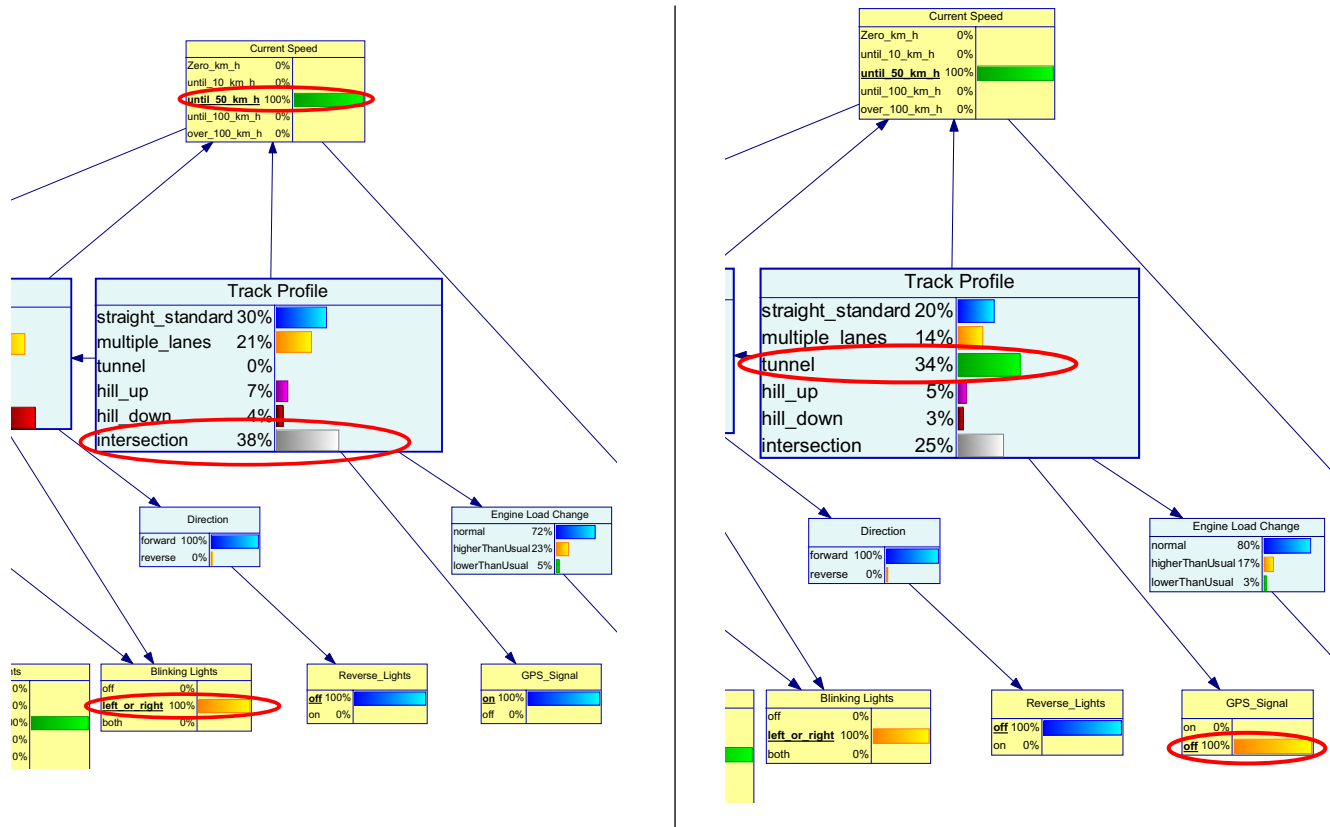 Current Speed
Zero_km_h 0%
until_10_km_h 0%
until_50_km_h 100%
until_100_km_h 0%
over_100_km_h 0%
Track Profile
straight_standard 30%
multiple_lanes 21%
tunnel 0%
hill_up 7%
hill_down 4%
intersection 38%
Direction
forward 100%
reverse 0%
Engine Load Change
normal 72%
higherThanUsual 23%
lowerThanUsual 5%
hts
0%
0%
0%
0%
0%
Blinking Lights
off 0%
left_or_right 100%
both 0%
Reverse_Lights
off 100%
on 0%
GPS_Signal
on 100%
off 0%
Current Speed
Zero_km_h 0%
until_10_km_h 0%
until_50_km_h 100%
until_100_km_h 0%
over_100_km_h 0%
Track Profile
straight_standard 20%
multiple_lanes 14%
tunnel 34%
hill_up 5%
hill_down 3%
intersection 25%
Direction
forward 100%
reverse 0%
Engine Load Change
normal 80%
higherThanUsual 17%
lowerThanUsual 3%
Blinking Lights
off 0%
left_or_right 100%
both 0%
Reverse_Lights
off 100%
on 0%
GPS_Signal
on 0%
off 100%